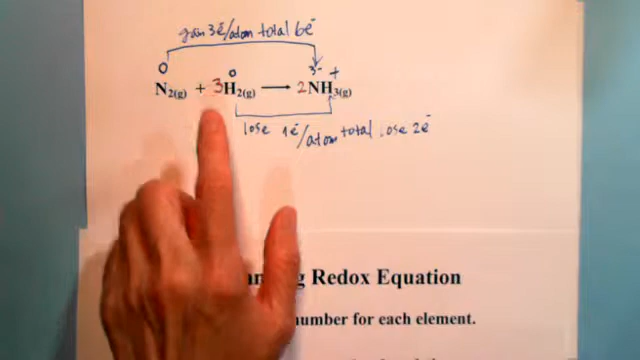 gain 3e⁻/atom total 6e⁻
0 0 3- +
N₂(g) + 3H₂(g) → 2NH₃(g)
lose 1e⁻/atom total lose 2e⁻
g Redox Equation
number for each element.